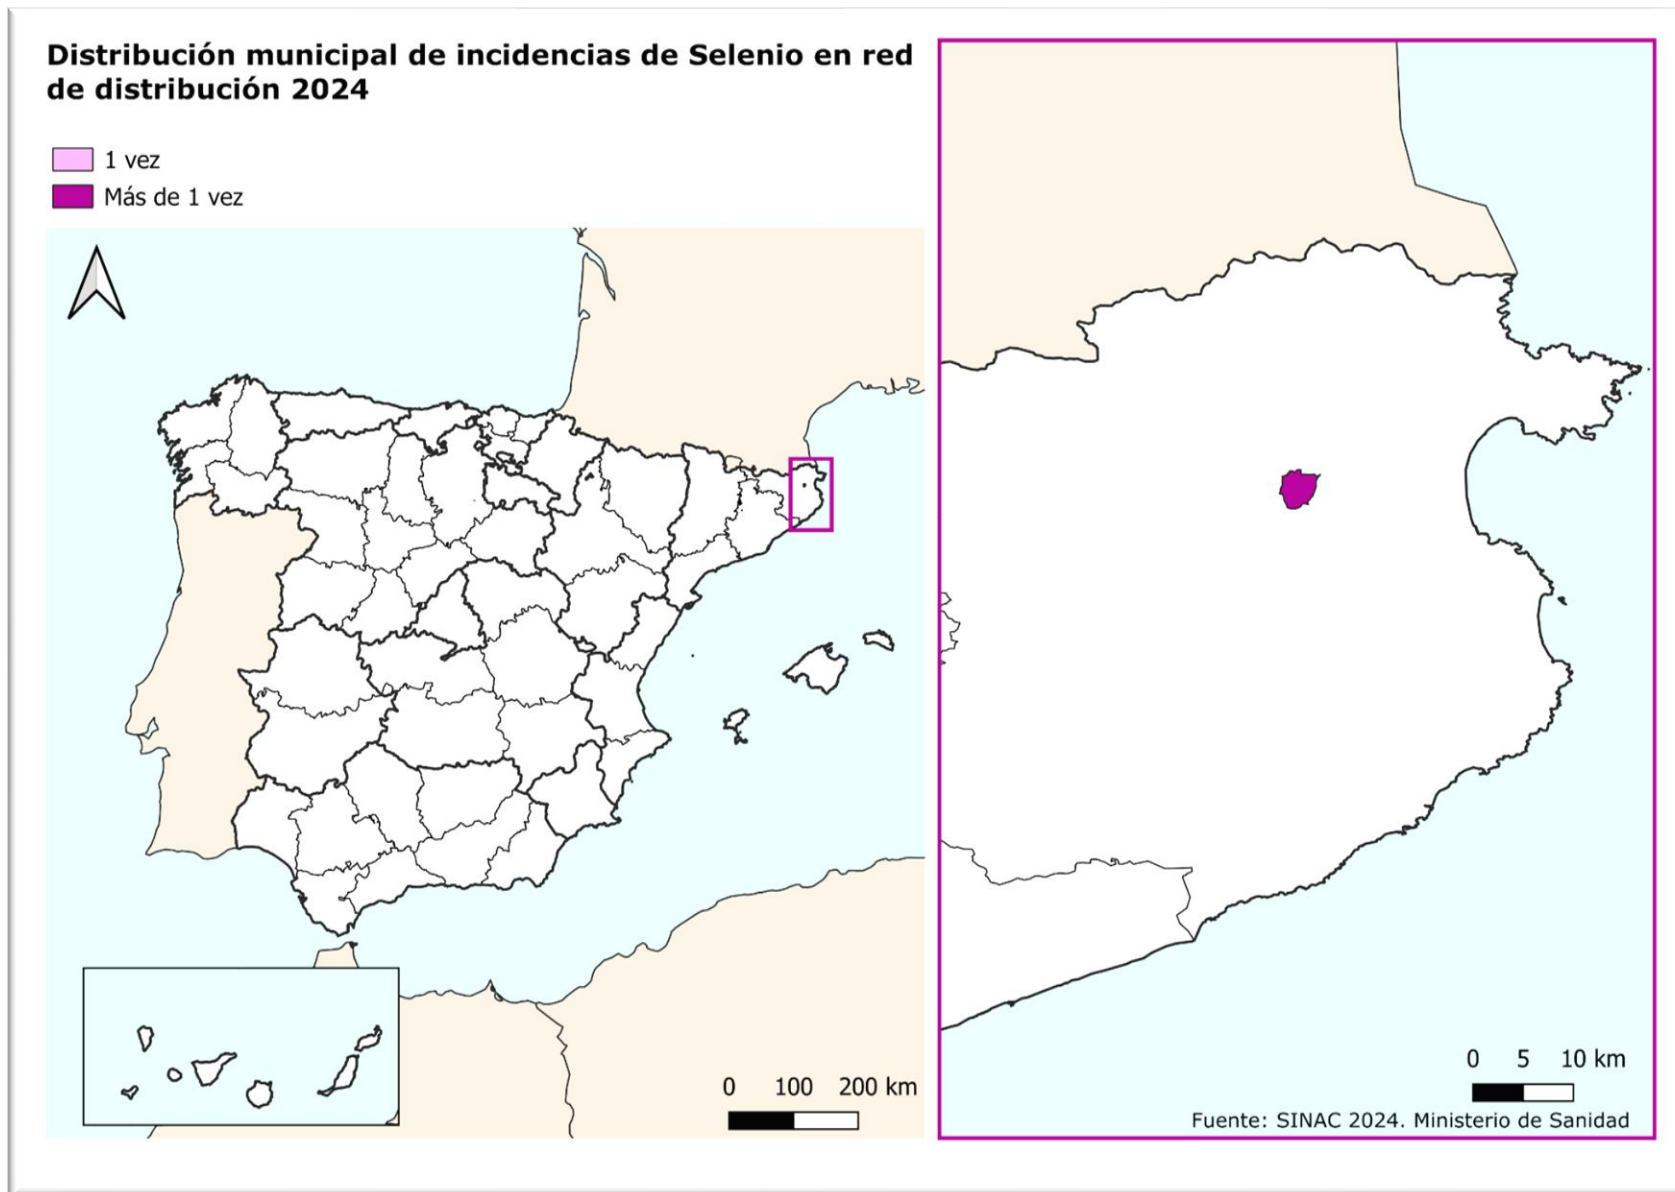 Distribución municipal de incidencias de Selenio en red
de distribución 2024
1 vez
Más de 1 vez
0 100 200 km
0 5 10 km
Fuente: SINAC 2024. Ministerio de Sanidad